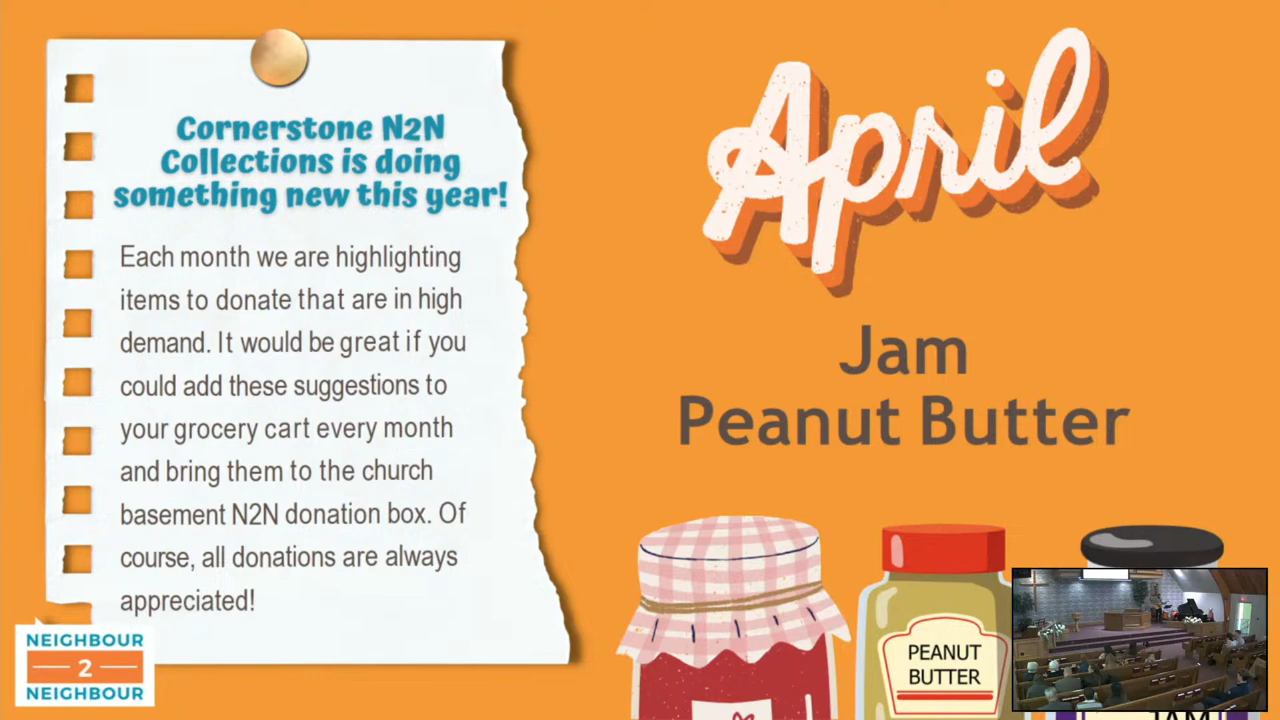 Cornerstone N2N
Collections is doing
something new this year!
Each month we are highlighting
items to donate that are in high
demand. It would be great if you
could add these suggestions to
your grocery cart every month
and bring them to the church
basement N2N donation box. Of
course, all donations are always
appreciated!
NEIGHBOUR
2
NEIGHBOUR
April
Jam
Peanut Butter
PEANUT
BUTTER
JAM